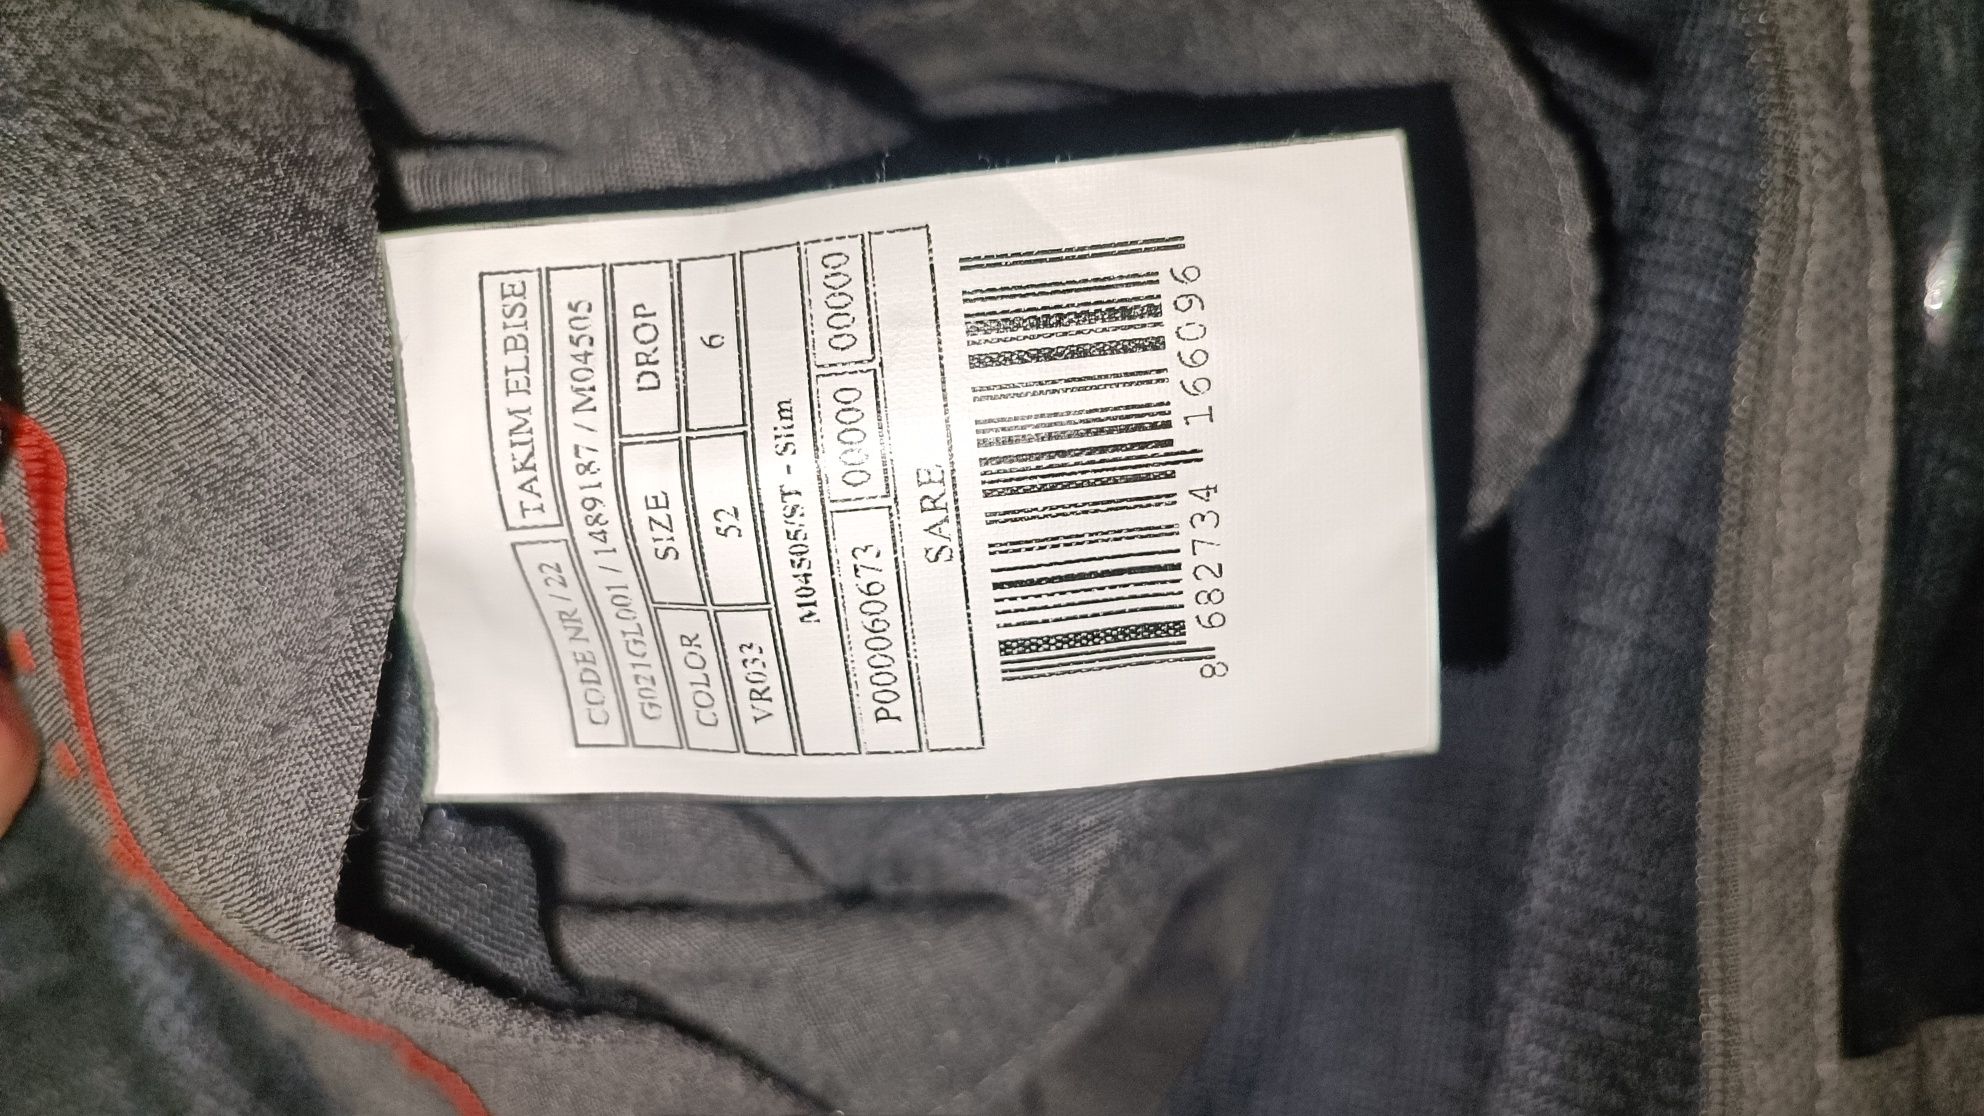 CODE NR / 22 TAKIM ELBISE
G021GL001 / 1489187 / M04505
COLOR SIZE DROP
VR033 52 6
M04505/ST - Slim
P000060673 00000 00000
SARE
8 682734 166096